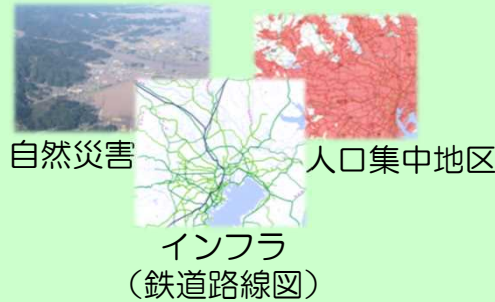 自然災害
人口集中地区
インフラ
（鉄道路線図）